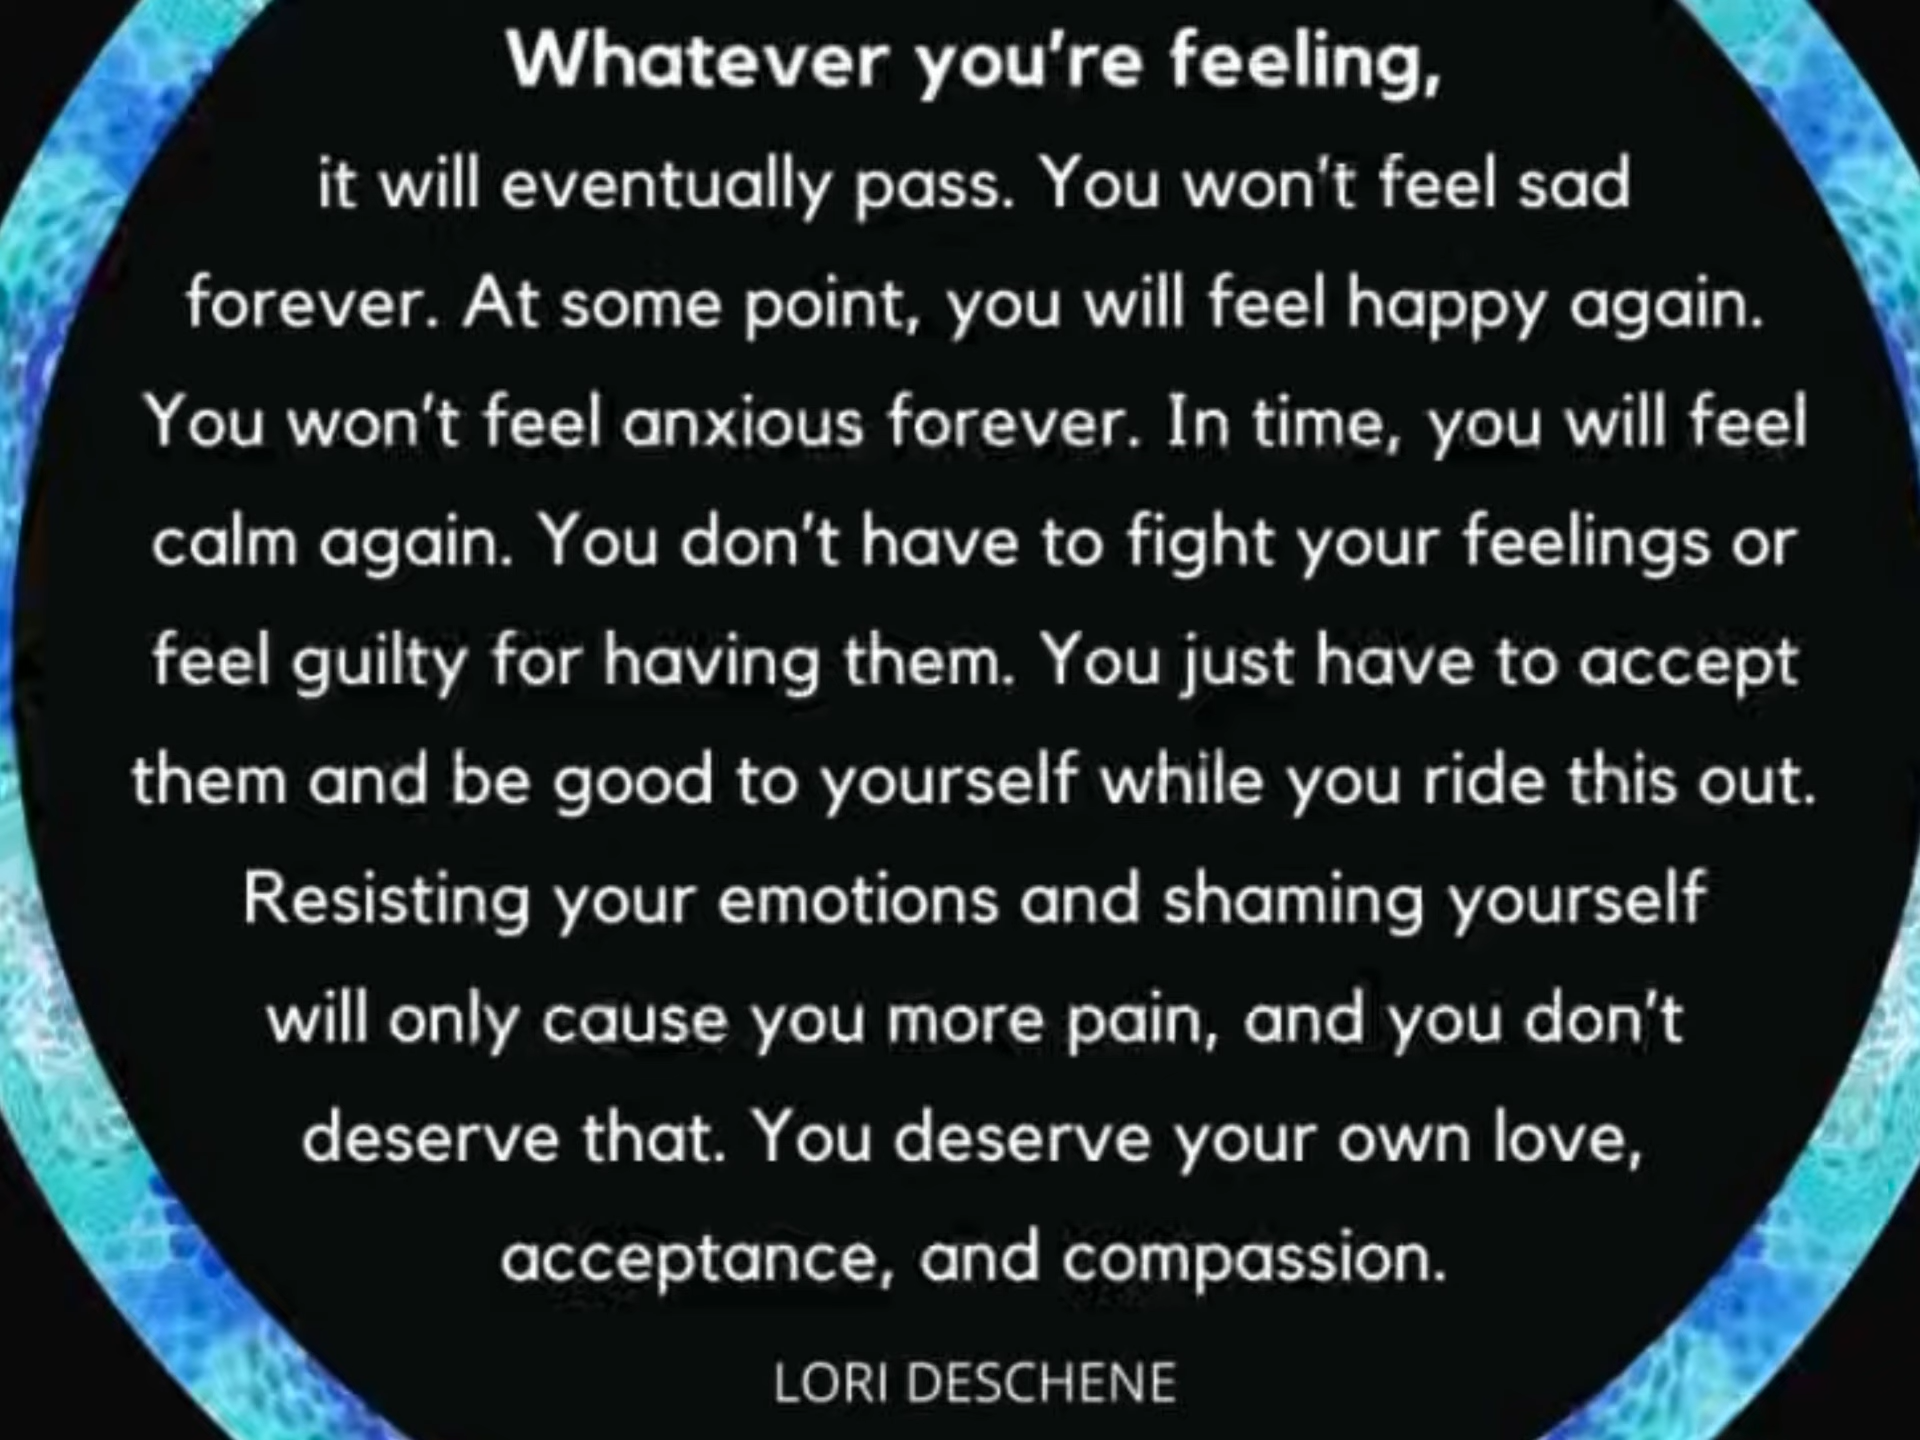 Whatever you're feeling,
it will eventually pass. You won't feel sad
forever. At some point, you will feel happy again.
You won't feel anxious forever. In time, you will feel
calm again. You don't have to fight your feelings or
feel guilty for having them. You just have to accept
them and be good to yourself while you ride this out.
Resisting your emotions and shaming yourself
will only cause you more pain, and you don't
deserve that. You deserve your own love,
acceptance, and compassion.
LORI DESCHENE